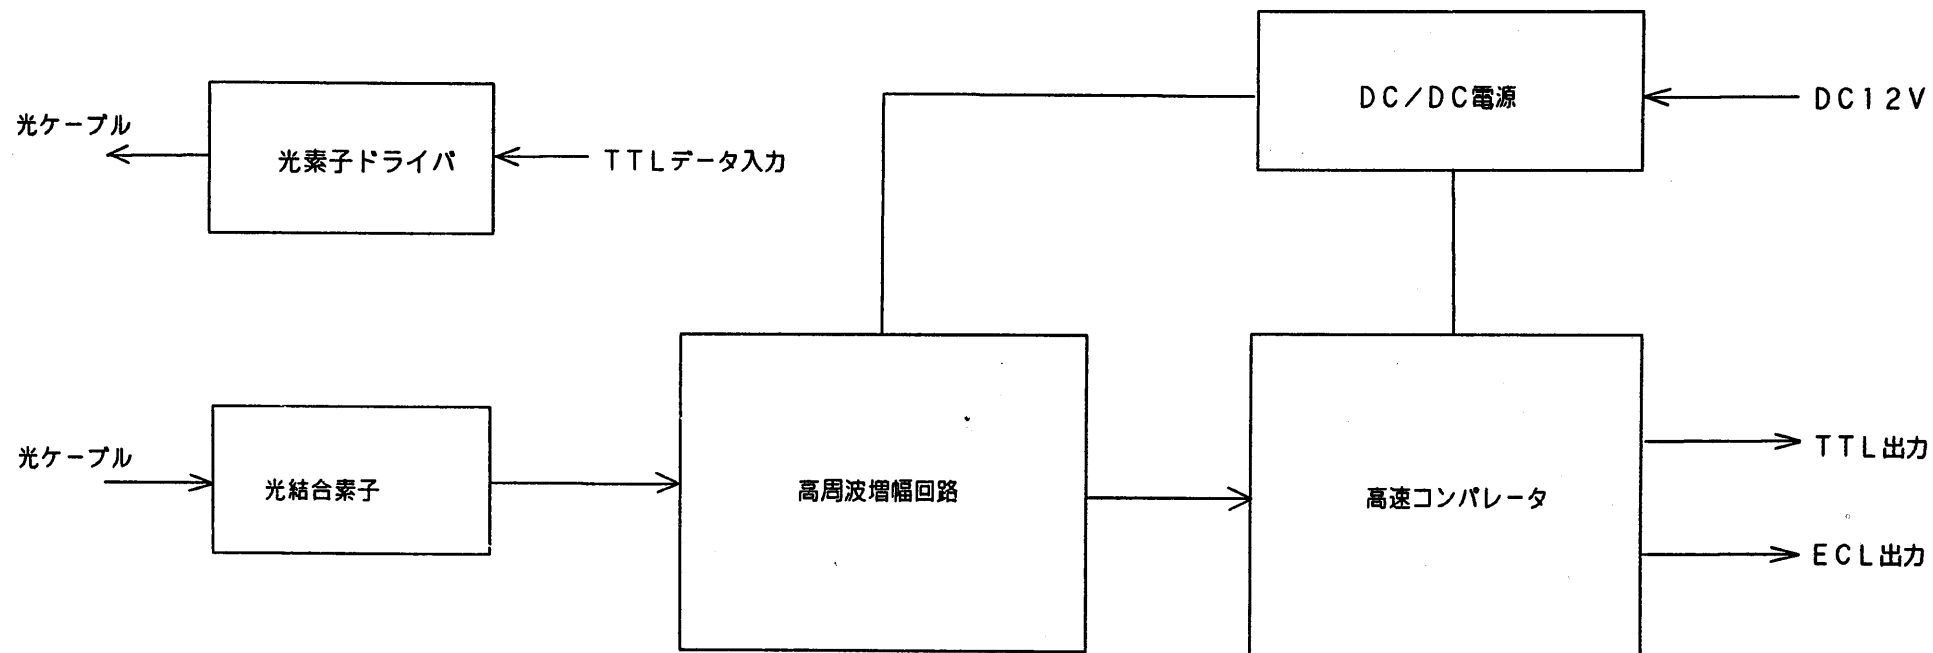 DC/DC電源
DC12V
光ケーブル
光素子ドライバ
TTLデータ入力
光ケーブル
光結合素子
高周波増幅回路
高速コンパレータ
TTL出力
ECL出力